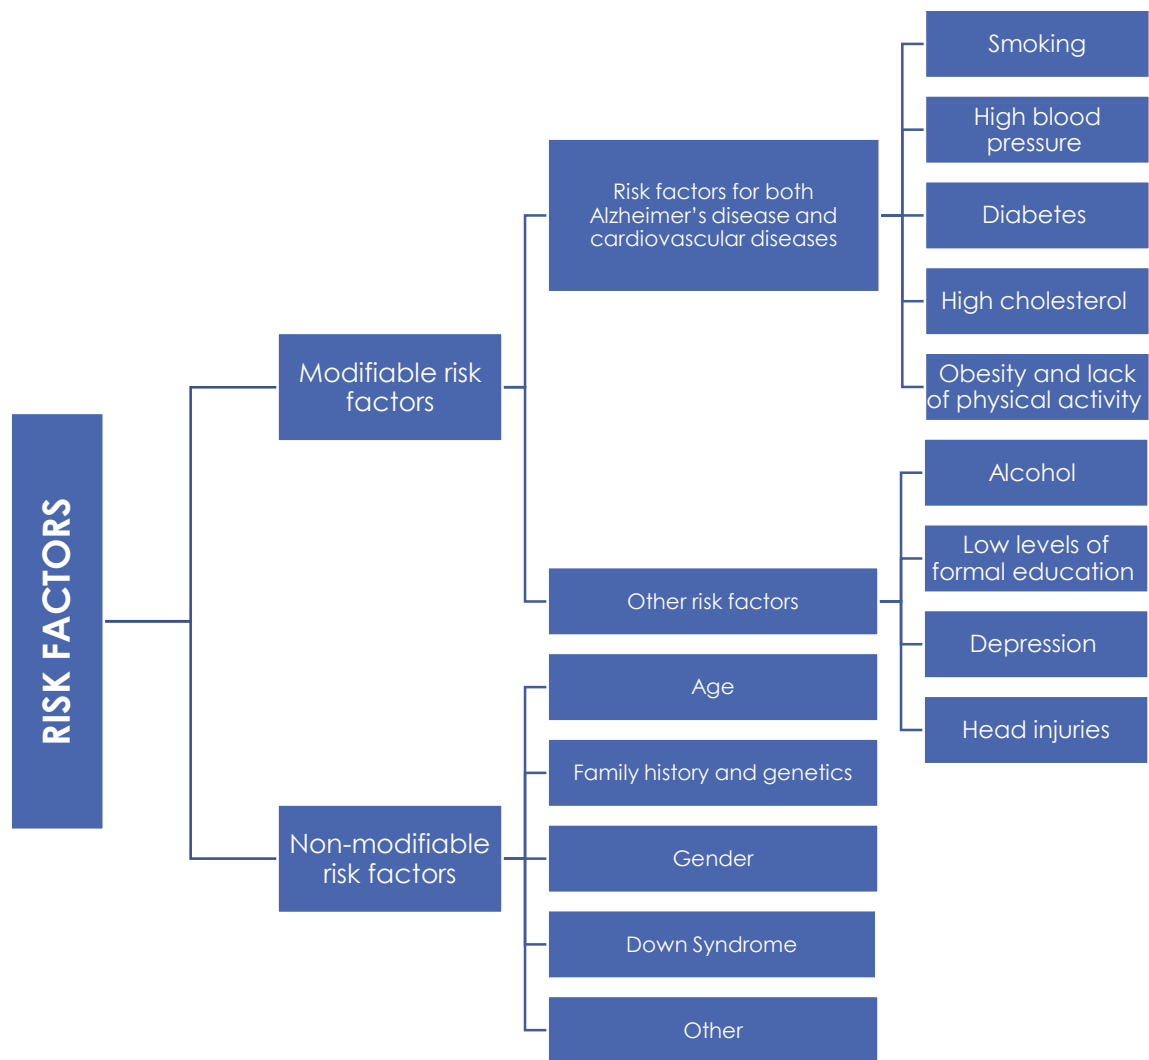 RISK FACTORS
Modifiable risk
factors
Risk factors for both
Alzheimer’s disease and
cardiovascular diseases
Smoking
High blood
pressure
Diabetes
High cholesterol
Obesity and lack
of physical activity
Other risk factors
Alcohol
Low levels of
formal education
Depression
Head injuries
Non-modifiable
risk factors
Age
Family history and genetics
Gender
Down Syndrome
Other